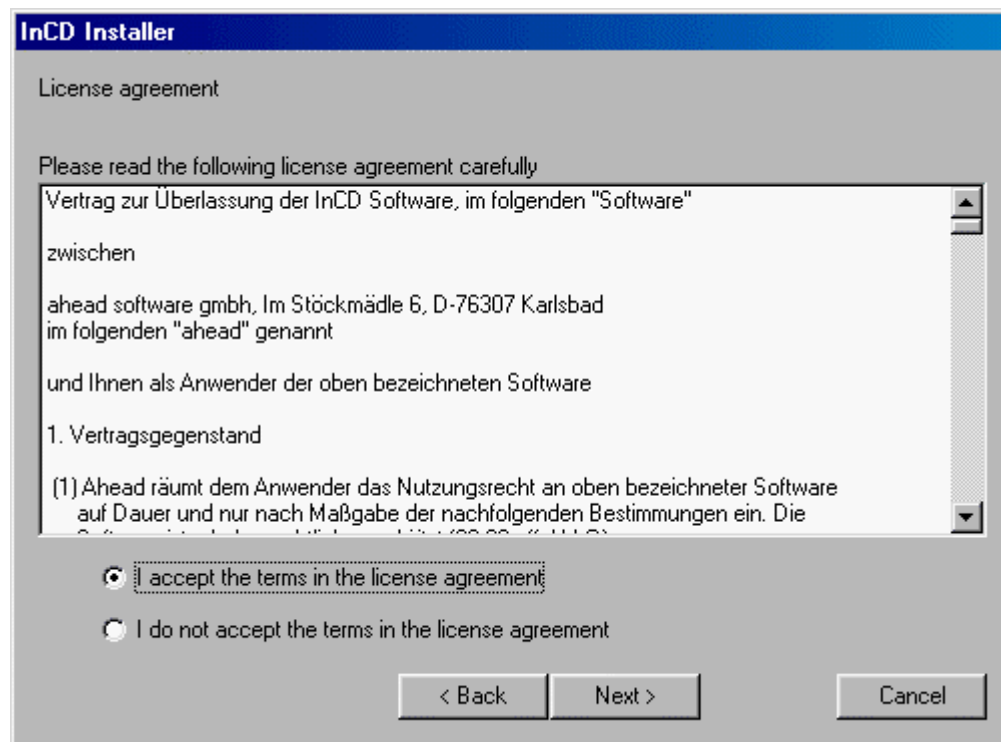 InCD Installer
License agreement
Please read the following license agreement carefully
Vertrag zur Überlassung der InCD Software, im folgenden "Software"
zwischen
ahead software gmbh, Im Stöckmädle 6, D-76307 Karlsbad
im folgenden "ahead" genannt
und Ihnen als Anwender der oben bezeichneten Software
1. Vertragsgegenstand
(1) Ahead räumt dem Anwender das Nutzungsrecht an oben bezeichneter Software
auf Dauer und nur nach Maßgabe der nachfolgenden Bestimmungen ein. Die
I accept the terms in the license agreement
I do not accept the terms in the license agreement
< Back Next > Cancel